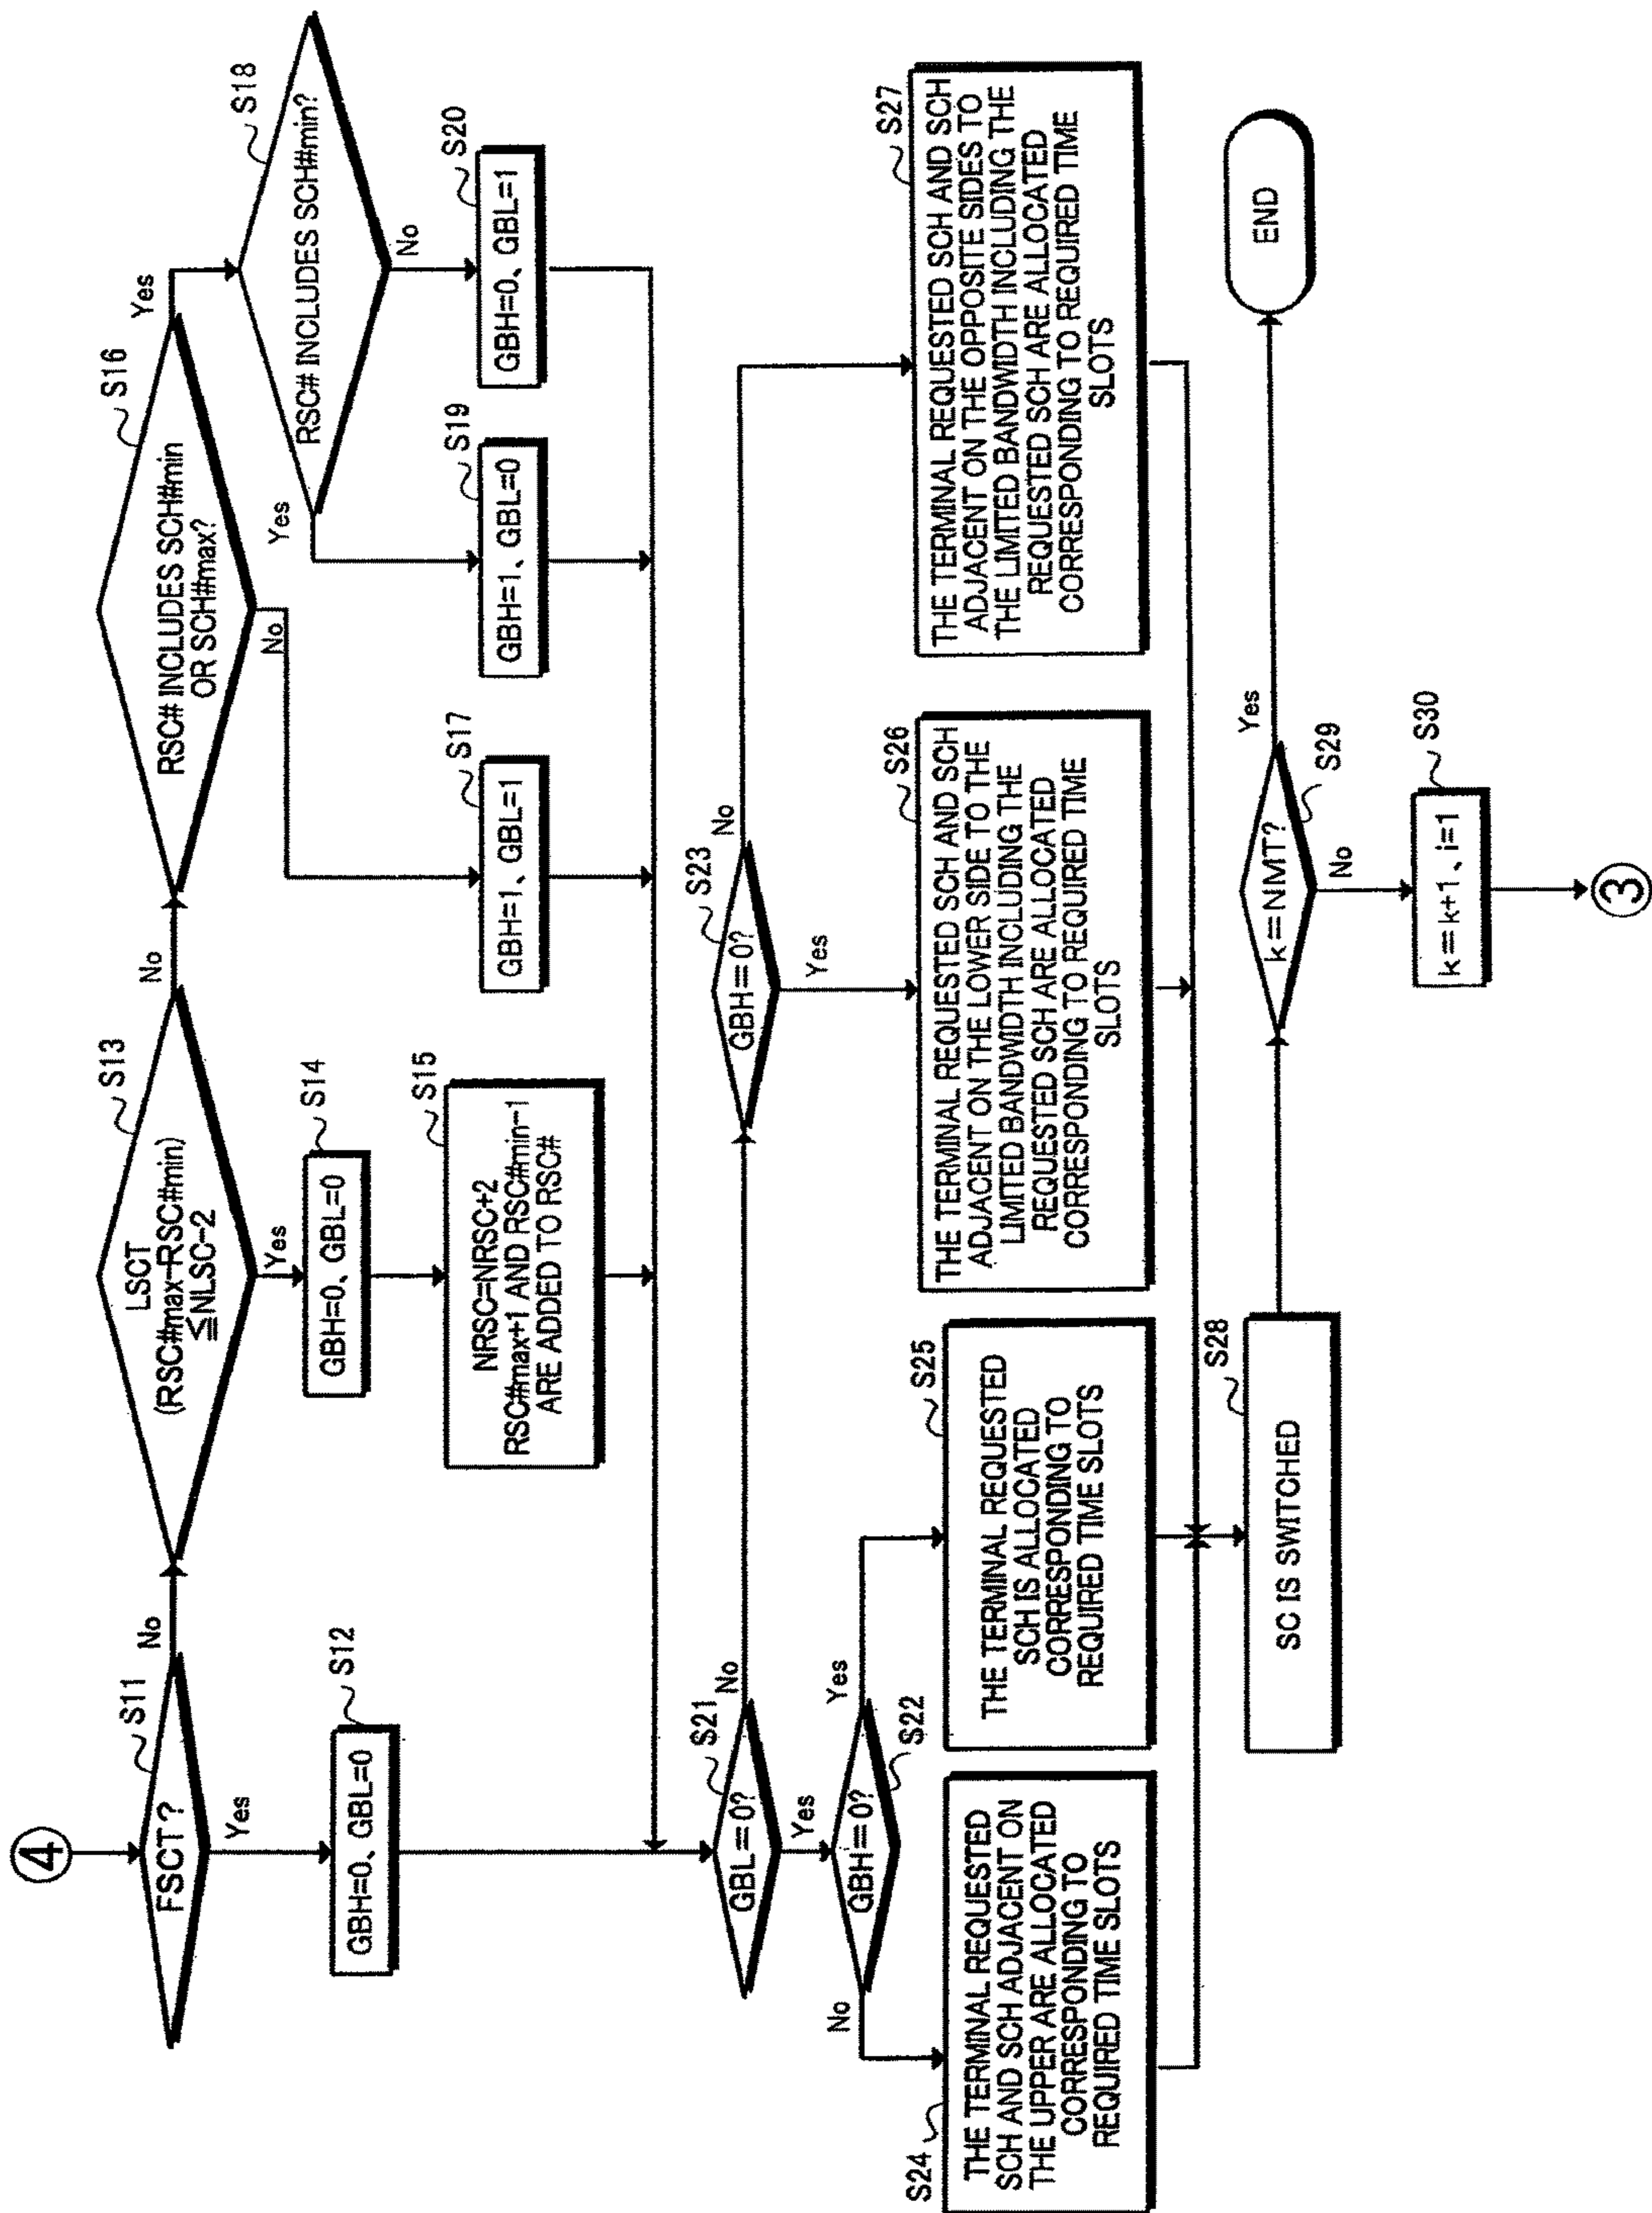 ④
FSCT?
S11
Yes
No
GBH=0、GBL=0
S12
LSCT
(RSC#max-RSC#min)
≦NLSC-2
S13
Yes
No
GBH=0、GBL=0
S14
NRSC=NRSC+2
RSC#max+1 AND RSC#min-1
ARE ADDED TO RSC#
S15
RSC# INCLUDES SCH#min
OR SCH#max?
S16
No
Yes
GBH=1、GBL=1
S17
RSC# INCLUDES SCH#min?
S18
Yes
No
GBH=1、GBL=0
S19
GBH=0、GBL=1
S20
GBL=0?
S21
No
Yes
GBH=0?
S22
No
Yes
GBH=0?
S23
No
Yes
S24
THE TERMINAL REQUESTED
SCH AND SCH ADJACENT ON
THE UPPER ARE ALLOCATED
CORRESPONDING TO
REQUIRED TIME SLOTS
S25
THE TERMINAL REQUESTED
SCH IS ALLOCATED
CORRESPONDING TO
REQUIRED TIME SLOTS
S26
THE TERMINAL REQUESTED SCH AND SCH
ADJACENT ON THE LOWER SIDE TO THE
LIMITED BANDWIDTH INCLUDING THE
REQUESTED SCH ARE ALLOCATED
CORRESPONDING TO REQUIRED TIME
SLOTS
S27
THE TERMINAL REQUESTED SCH AND SCH
ADJACENT ON THE OPPOSITE SIDES TO
THE LIMITED BANDWIDTH INCLUDING THE
REQUESTED SCH ARE ALLOCATED
CORRESPONDING TO REQUIRED TIME
SLOTS
S28
SC IS SWITCHED
k=NMT?
S29
Yes
No
END
k=k+1、i=1
S30
③